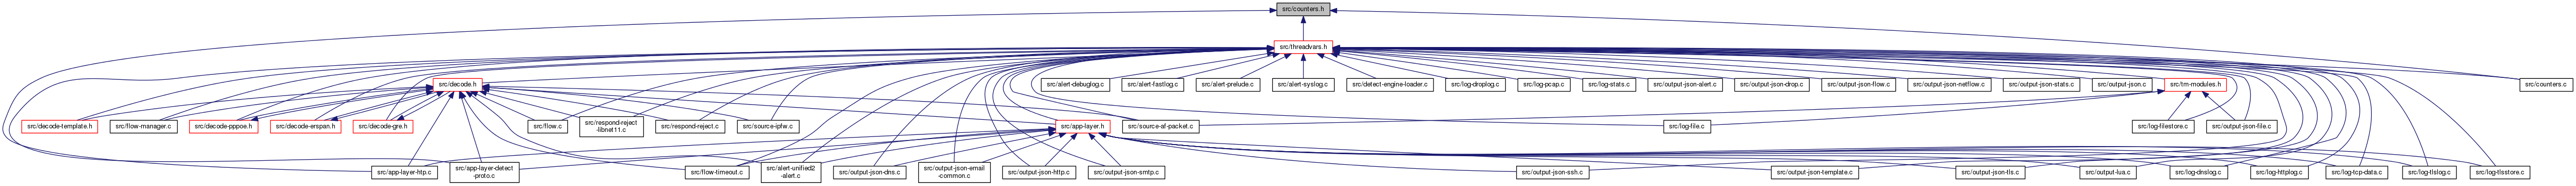 src/counters.h
src/threadvars.h
src/decode.h
src/alert-debuglog.c
src/alert-fastlog.c
src/alert-prelude.c
src/alert-syslog.c
src/detect-engine-loader.c
src/log-droplog.c
src/log-pcap.c
src/log-stats.c
src/output-json-alert.c
src/output-json-drop.c
src/output-json-flow.c
src/output-json-netflow.c
src/output-json-stats.c
src/output-json.c
src/tm-modules.h
src/counters.c
src/decode-template.h
src/flow-manager.c
src/decode-pppoe.h
src/decode-erspan.h
src/decode-gre.h
src/flow.c
src/respond-reject
-libnet11.c
src/respond-reject.c
src/source-ipfw.c
src/app-layer.h
src/source-af-packet.c
src/log-file.c
src/log-filestore.c
src/output-json-file.c
src/app-layer-htp.c
src/app-layer-detect
-proto.c
src/flow-timeout.c
src/alert-unified2
-alert.c
src/output-json-dns.c
src/output-json-email
-common.c
src/output-json-http.c
src/output-json-smtp.c
src/output-json-ssh.c
src/output-json-template.c
src/output-json-tls.c
src/output-lua.c
src/log-dnslog.c
src/log-httplog.c
src/log-tcp-data.c
src/log-tlslog.c
src/log-tlsstore.c